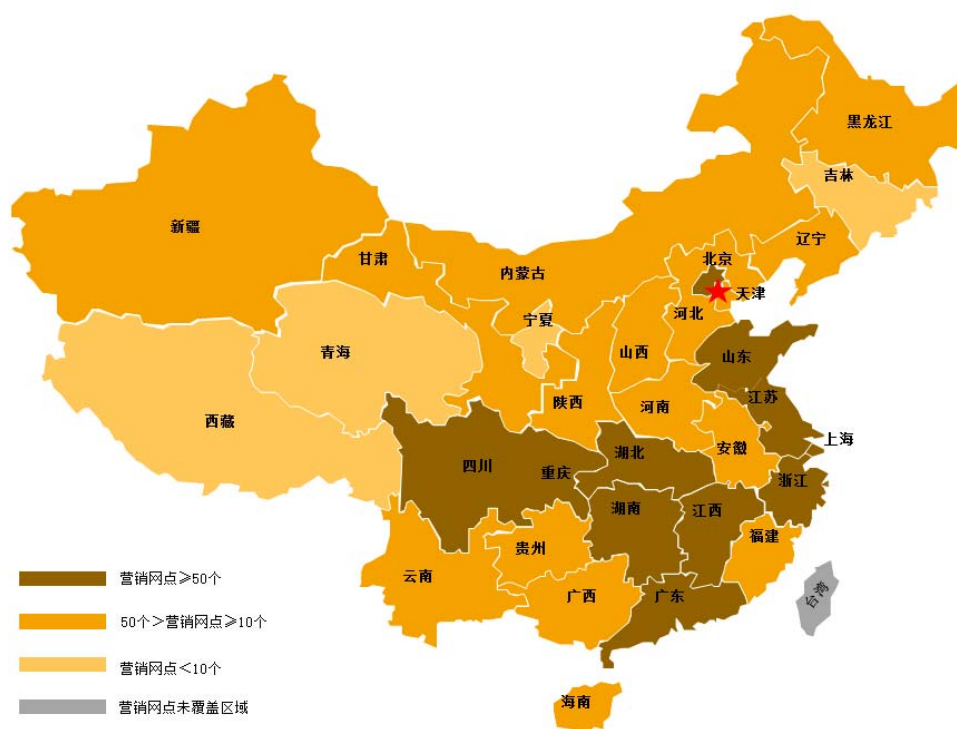 黑龙江
吉林
辽宁
新疆
甘肃
内蒙古
北京
天津
河北
宁夏
山西
山东
青海
陕西
河南
江苏
西藏
安徽
上海
四川
重庆
湖北
浙江
湖南
江西
福建
贵州
云南
广西
广东
台湾
海南
营销网点≥50个
50个＞营销网点≥10个
营销网点＜10个
营销网点未覆盖区域